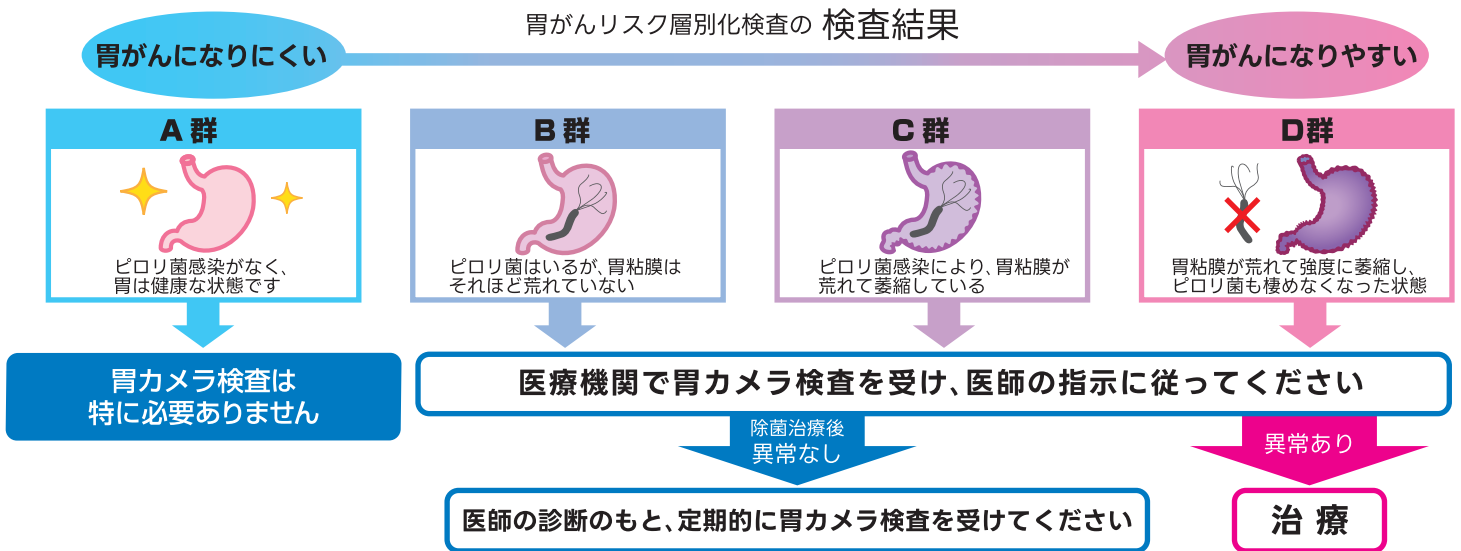 胃がんリスク層別化検査の 検査結果
胃がんになりにくい
胃がんになりやすい
A 群
ピロリ菌感染がなく、
胃は健康な状態です
B 群
ピロリ菌はいるが、胃粘膜は
それほど荒れていない
C 群
ピロリ菌感染により、胃粘膜が
荒れて萎縮している
D群
胃粘膜が荒れて強度に萎縮し、
ピロリ菌も棲めなくなった状態
胃カメラ検査は
特に必要ありません
医療機関で胃カメラ検査を受け、医師の指示に従ってください
除菌治療後
異常なし
異常あり
医師の診断のもと、定期的に胃カメラ検査を受けてください
治 療